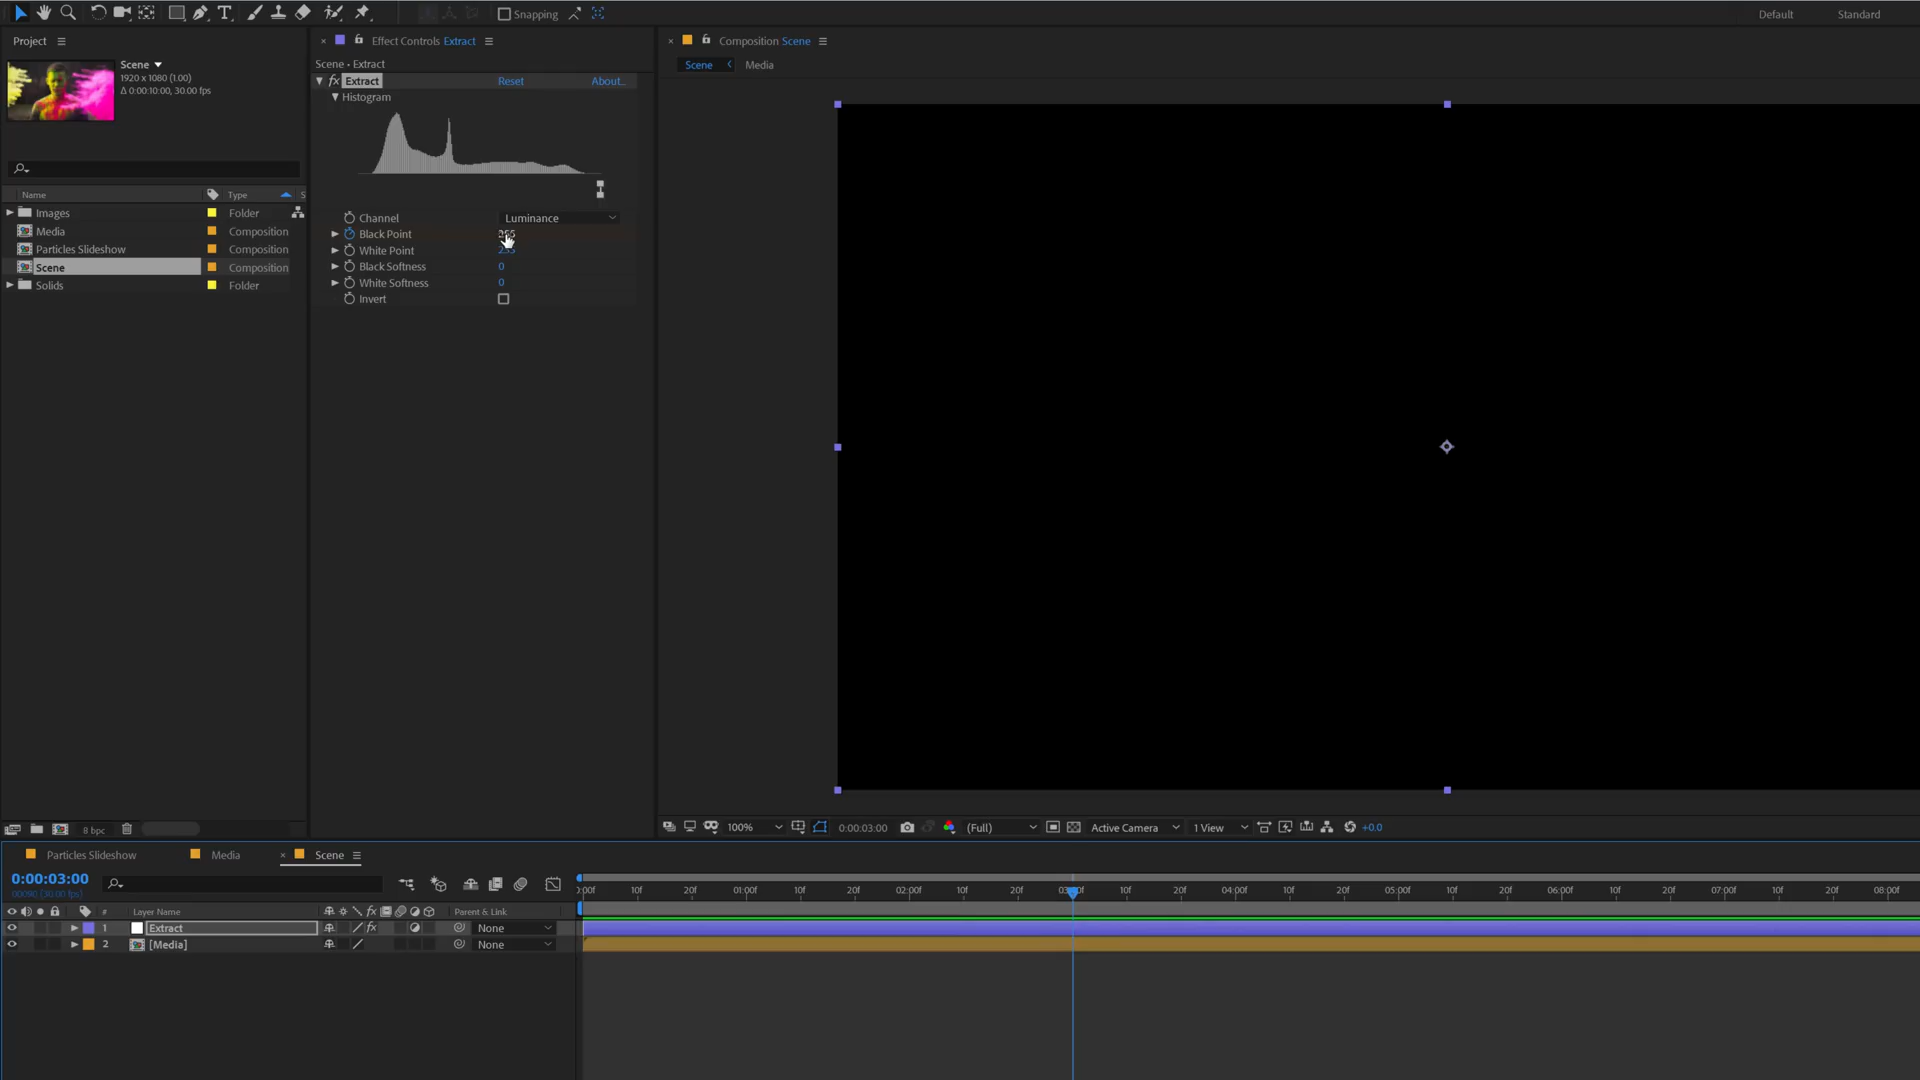 Snapping
Default
Standard
Project
Scene
1920 x 1080 (1.00)
Δ 0:00:10:00, 30.00 fps
Name
Type
S
Images
Folder
Media
Composition
Particles Slideshow
Composition
Scene
Composition
Solids
Folder
8 bpc
Effect Controls Extract
Scene • Extract
fx Extract
Reset
About...
Histogram
Channel
Luminance
Black Point
255
White Point
255
Black Softness
0
White Softness
0
Invert
Composition Scene
Scene
Media
100%
0:00:03:00
(Full)
Active Camera
1 View
+0.0
Particles Slideshow
Media
Scene
0:00:03:00
00090 (30.00 fps)
:00f 10f 20f 01:00f 10f 20f 02:00f 10f 20f 03:00f 10f 20f 04:00f 10f 20f 05:00f 10f 20f 06:00f 10f 20f 07:00f 10f 20f 08:00f
# Layer Name fx Parent & Link
1 Extract fx None
2 [Media] None